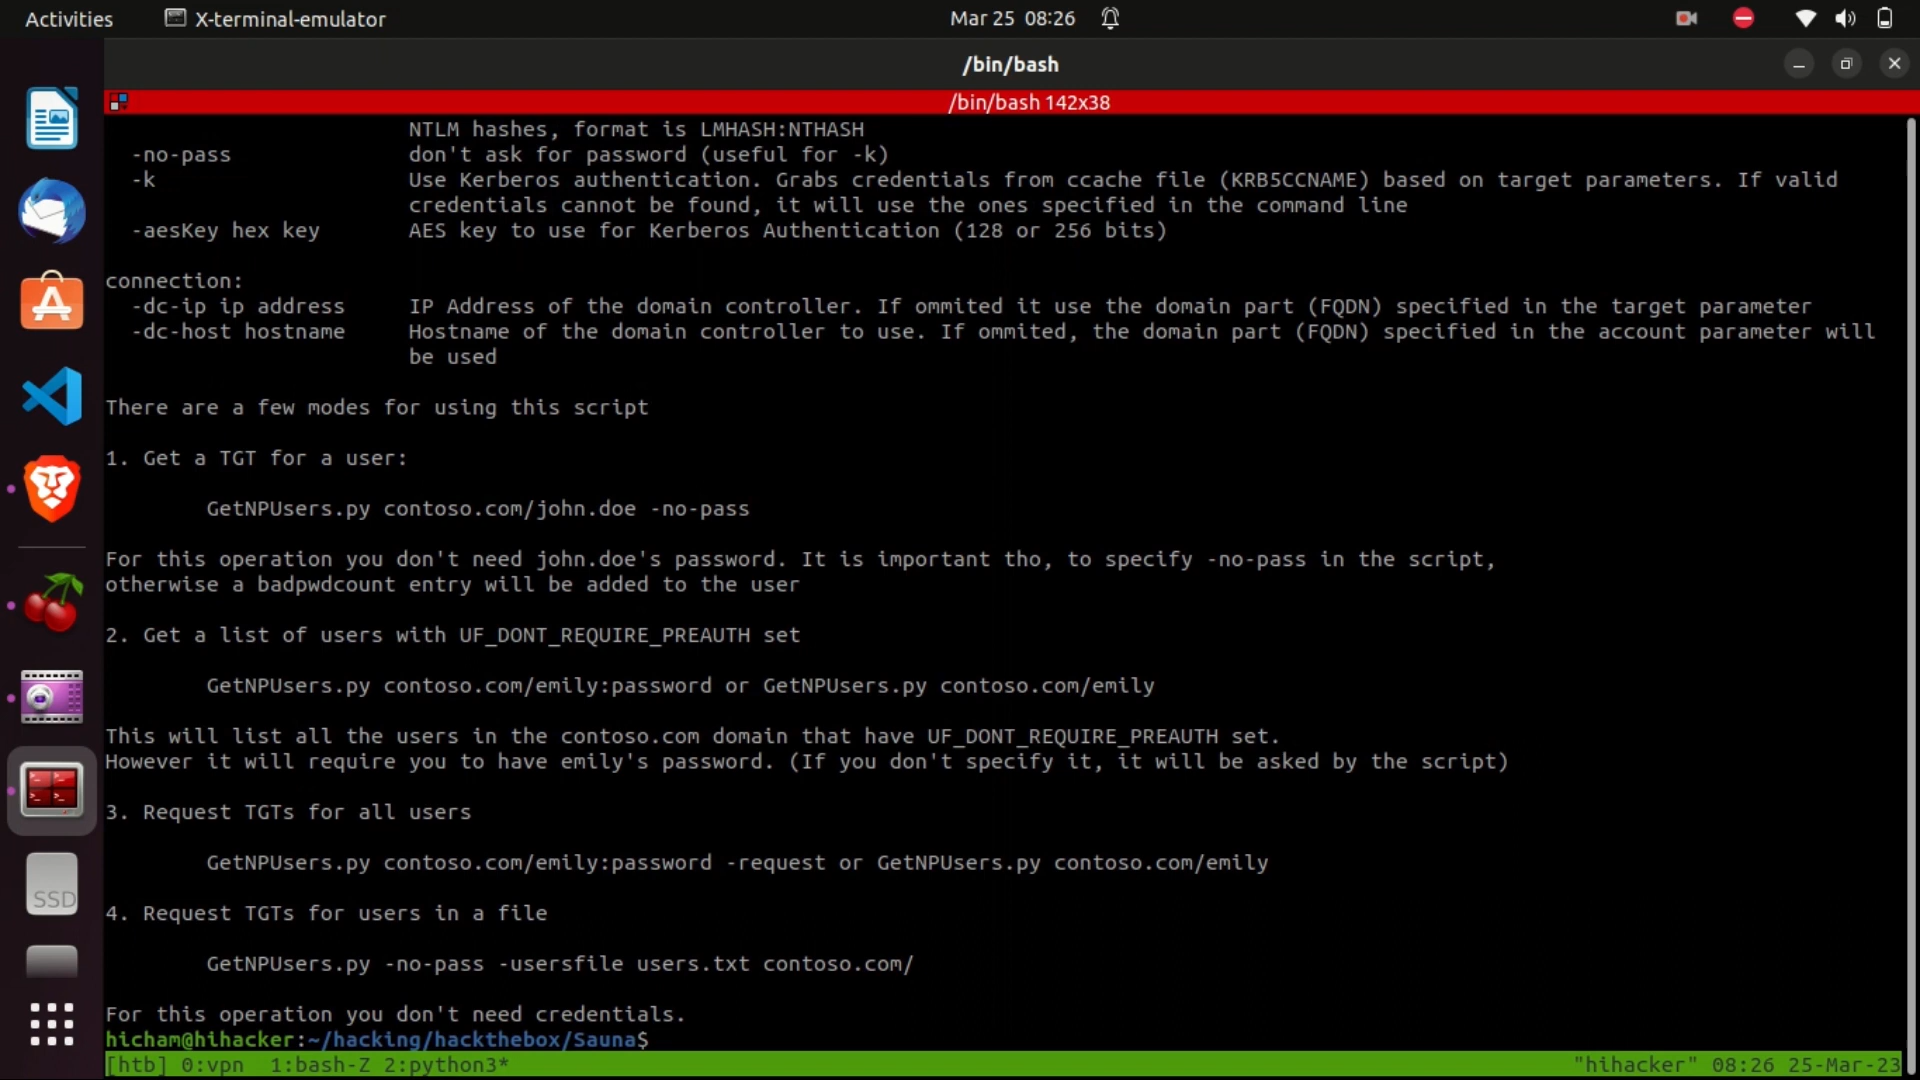 Activities
X-terminal-emulator
Mar 25 08:26
/bin/bash
/bin/bash 142x38
NTLM hashes, format is LMHASH:NTHASH
-no-pass don't ask for password (useful for -k)
-k Use Kerberos authentication. Grabs credentials from ccache file (KRB5CCNAME) based on target parameters. If valid
credentials cannot be found, it will use the ones specified in the command line
-aesKey hex key AES key to use for Kerberos Authentication (128 or 256 bits)
connection:
-dc-ip ip address IP Address of the domain controller. If ommited it use the domain part (FQDN) specified in the target parameter
-dc-host hostname Hostname of the domain controller to use. If ommited, the domain part (FQDN) specified in the account parameter will
be used
There are a few modes for using this script
1. Get a TGT for a user:
GetNPUsers.py contoso.com/john.doe -no-pass
For this operation you don't need john.doe's password. It is important tho, to specify -no-pass in the script,
otherwise a badpwdcount entry will be added to the user
2. Get a list of users with UF_DONT_REQUIRE_PREAUTH set
GetNPUsers.py contoso.com/emily:password or GetNPUsers.py contoso.com/emily
This will list all the users in the contoso.com domain that have UF_DONT_REQUIRE_PREAUTH set.
However it will require you to have emily's password. (If you don't specify it, it will be asked by the script)
3. Request TGTs for all users
GetNPUsers.py contoso.com/emily:password -request or GetNPUsers.py contoso.com/emily
4. Request TGTs for users in a file
GetNPUsers.py -no-pass -usersfile users.txt contoso.com/
For this operation you don't need credentials.
hicham@hihacker:~/hacking/hackthebox/Sauna$
[htb] 0:vpn 1:bash-Z 2:python3* "hihacker" 08:26 25-Mar-23
SSD